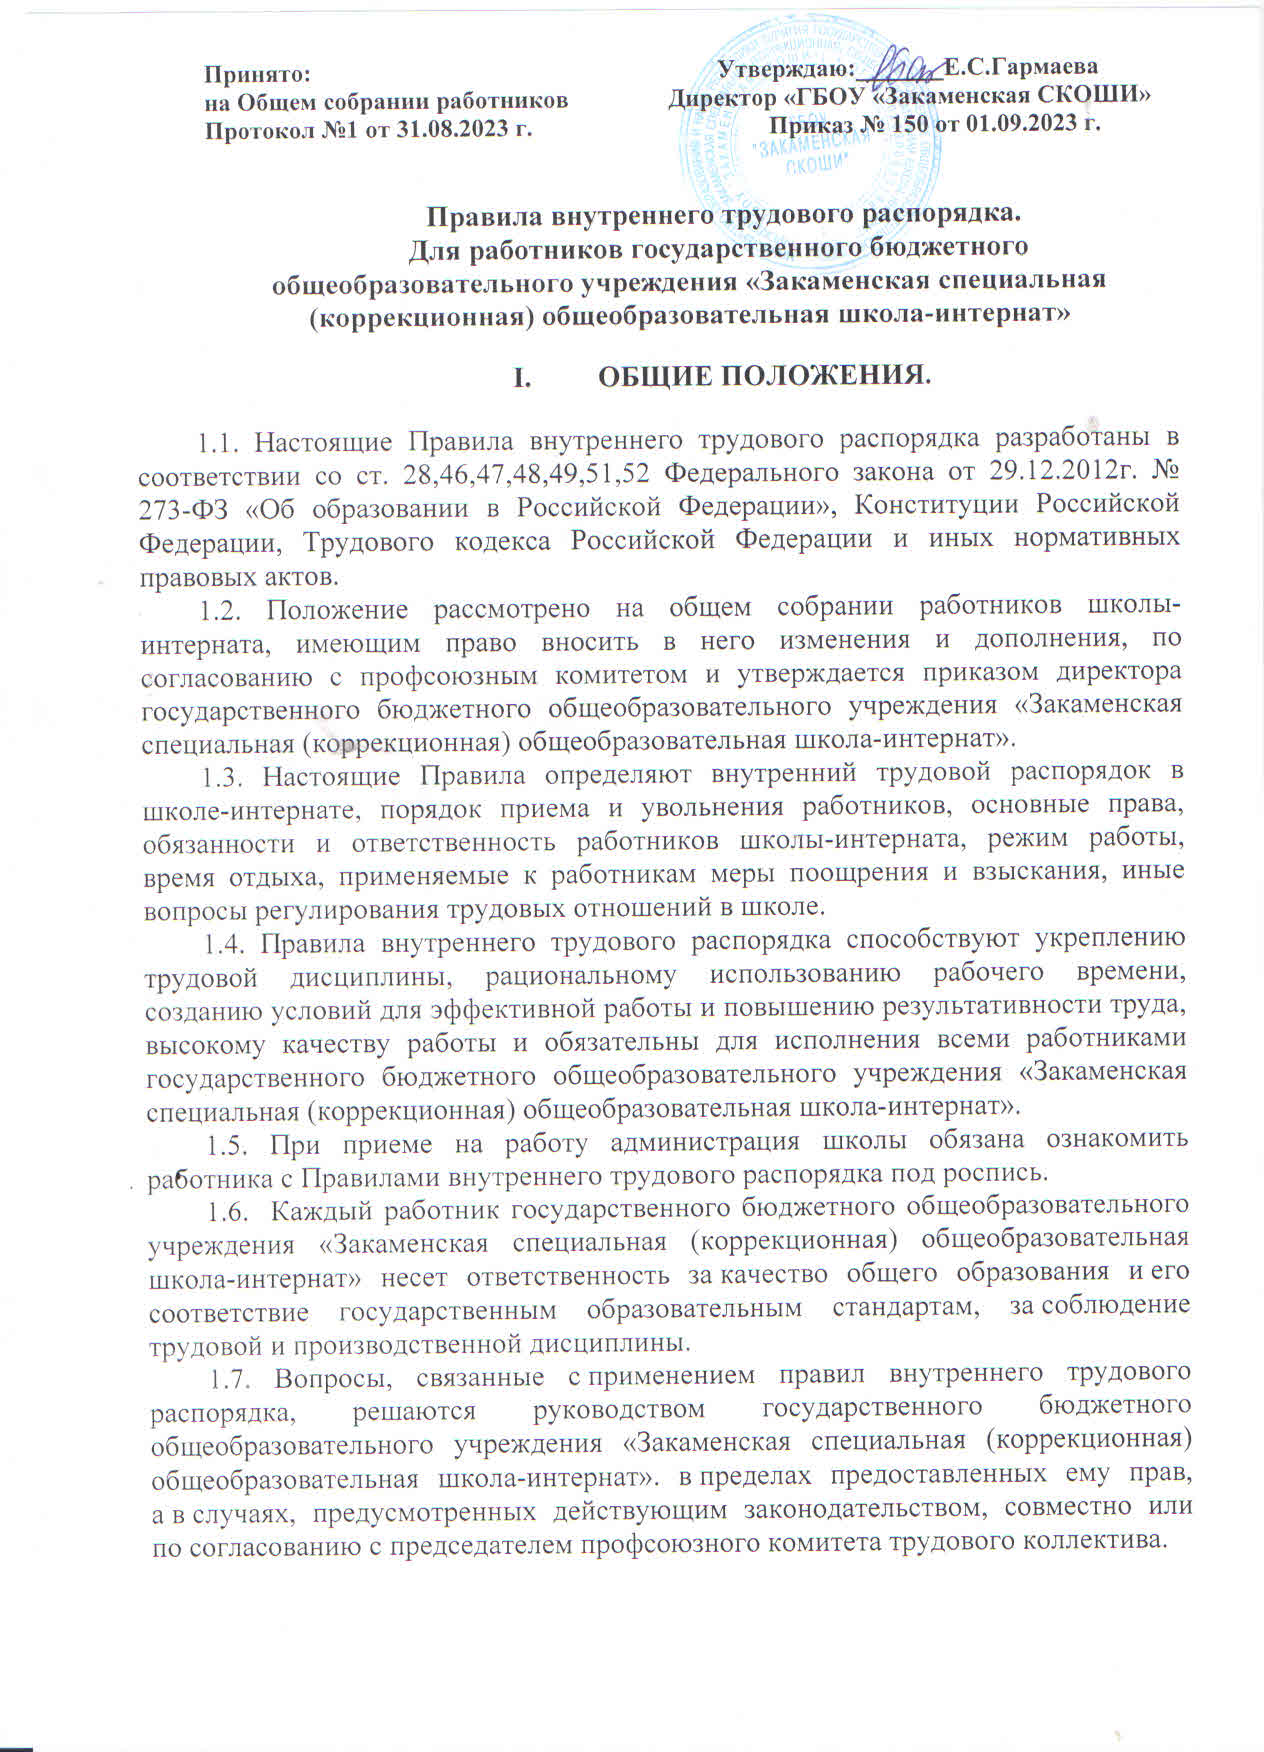 Принято:
на Общем собрании работников
Протокол №1 от 31.08.2023 г.
Утверждаю:______Е.С.Гармаева
Директор «ГБОУ «Закаменская СКОШИ»
Приказ № 150 от 01.09.2023 г.
"ЗАКАМЕНСКАЯ
СКОШИ"
Правила внутреннего трудового распорядка.
Для работников государственного бюджетного
общеобразовательного учреждения «Закаменская специальная
(коррекционная) общеобразовательная школа-интернат»
I. ОБЩИЕ ПОЛОЖЕНИЯ.
1.1. Настоящие Правила внутреннего трудового распорядка разработаны в
соответствии со ст. 28,46,47,48,49,51,52 Федерального закона от 29.12.2012г. №
273-ФЗ «Об образовании в Российской Федерации», Конституции Российской
Федерации, Трудового кодекса Российской Федерации и иных нормативных
правовых актов.
1.2. Положение рассмотрено на общем собрании работников школы-
интерната, имеющим право вносить в него изменения и дополнения, по
согласованию с профсоюзным комитетом и утверждается приказом директора
государственного бюджетного общеобразовательного учреждения «Закаменская
специальная (коррекционная) общеобразовательная школа-интернат».
1.3. Настоящие Правила определяют внутренний трудовой распорядок в
школе-интернате, порядок приема и увольнения работников, основные права,
обязанности и ответственность работников школы-интерната, режим работы,
время отдыха, применяемые к работникам меры поощрения и взыскания, иные
вопросы регулирования трудовых отношений в школе.
1.4. Правила внутреннего трудового распорядка способствуют укреплению
трудовой дисциплины, рациональному использованию рабочего времени,
созданию условий для эффективной работы и повышению результативности труда,
высокому качеству работы и обязательны для исполнения всеми работниками
государственного бюджетного общеобразовательного учреждения «Закаменская
специальная (коррекционная) общеобразовательная школа-интернат».
1.5. При приеме на работу администрация школы обязана ознакомить
работника с Правилами внутреннего трудового распорядка под роспись.
1.6. Каждый работник государственного бюджетного общеобразовательного
учреждения «Закаменская специальная (коррекционная) общеобразовательная
школа-интернат» несет ответственность за качество общего образования и его
соответствие государственным образовательным стандартам, за соблюдение
трудовой и производственной дисциплины.
1.7. Вопросы, связанные с применением правил внутреннего трудового
распорядка, решаются руководством государственного бюджетного
общеобразовательного учреждения «Закаменская специальная (коррекционная)
общеобразовательная школа-интернат». в пределах предоставленных ему прав,
а в случаях, предусмотренных действующим законодательством, совместно или
по согласованию с председателем профсоюзного комитета трудового коллектива.